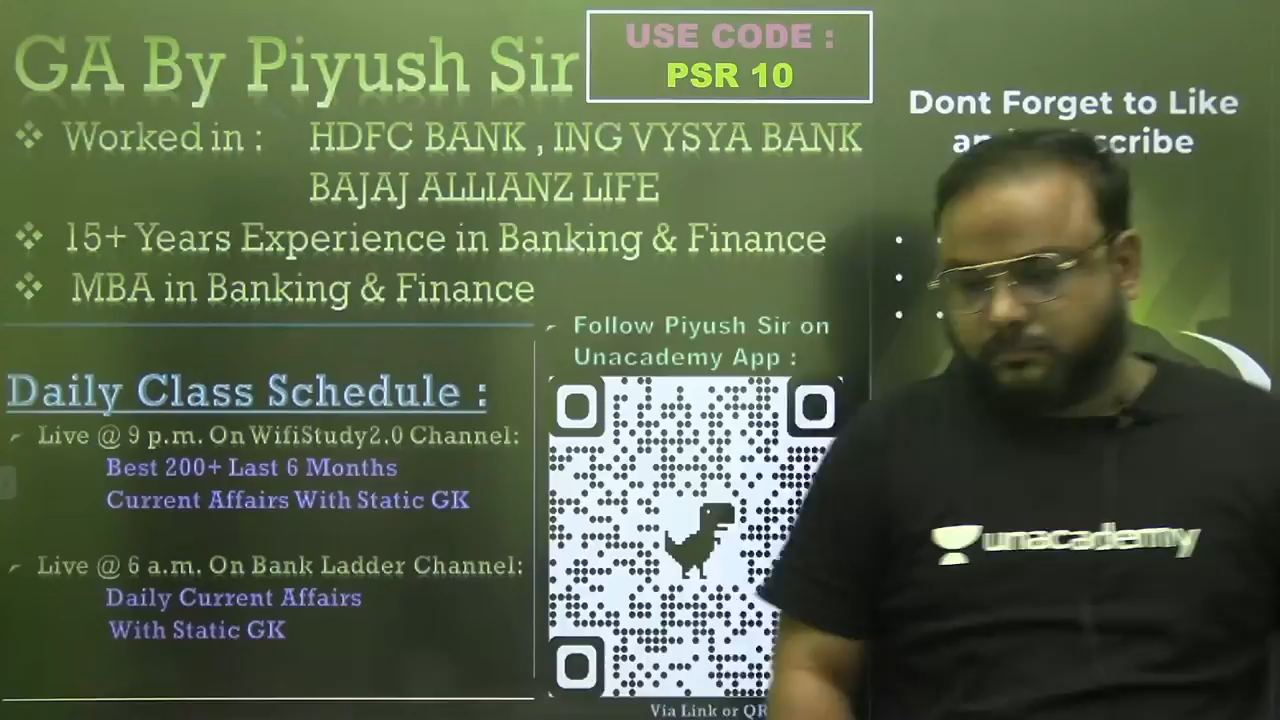 GA By Piyush Sir
USE CODE :
PSR 10
❖ Worked in : HDFC BANK , ING VYSYA BANK
BAJAJ ALLIANZ LIFE
❖ 15+ Years Experience in Banking & Finance
❖ MBA in Banking & Finance
Dont Forget to Like
Daily Class Schedule :
Live @ 9 p.m. On WifiStudy2.0 Channel:
Best 200+ Last 6 Months
Current Affairs With Static GK
Live @ 6 a.m. On Bank Ladder Channel:
Daily Current Affairs
With Static GK
Follow Piyush Sir on
Unacademy App :
Via Link or QR
unacademy